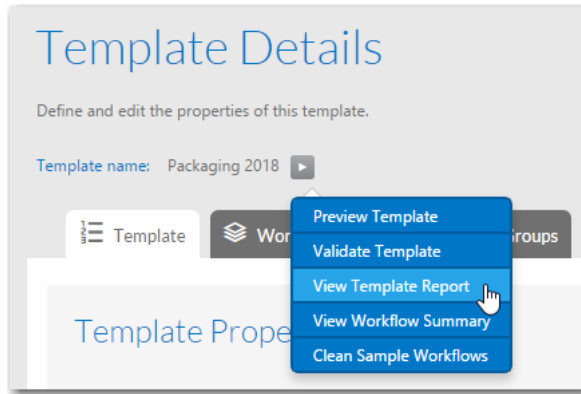 Template Details
Define and edit the properties of this template.
Template name: Packaging 2018
Template Wor Groups
Preview Template
Validate Template
View Template Report
View Workflow Summary
Clean Sample Workflows
Template Prope